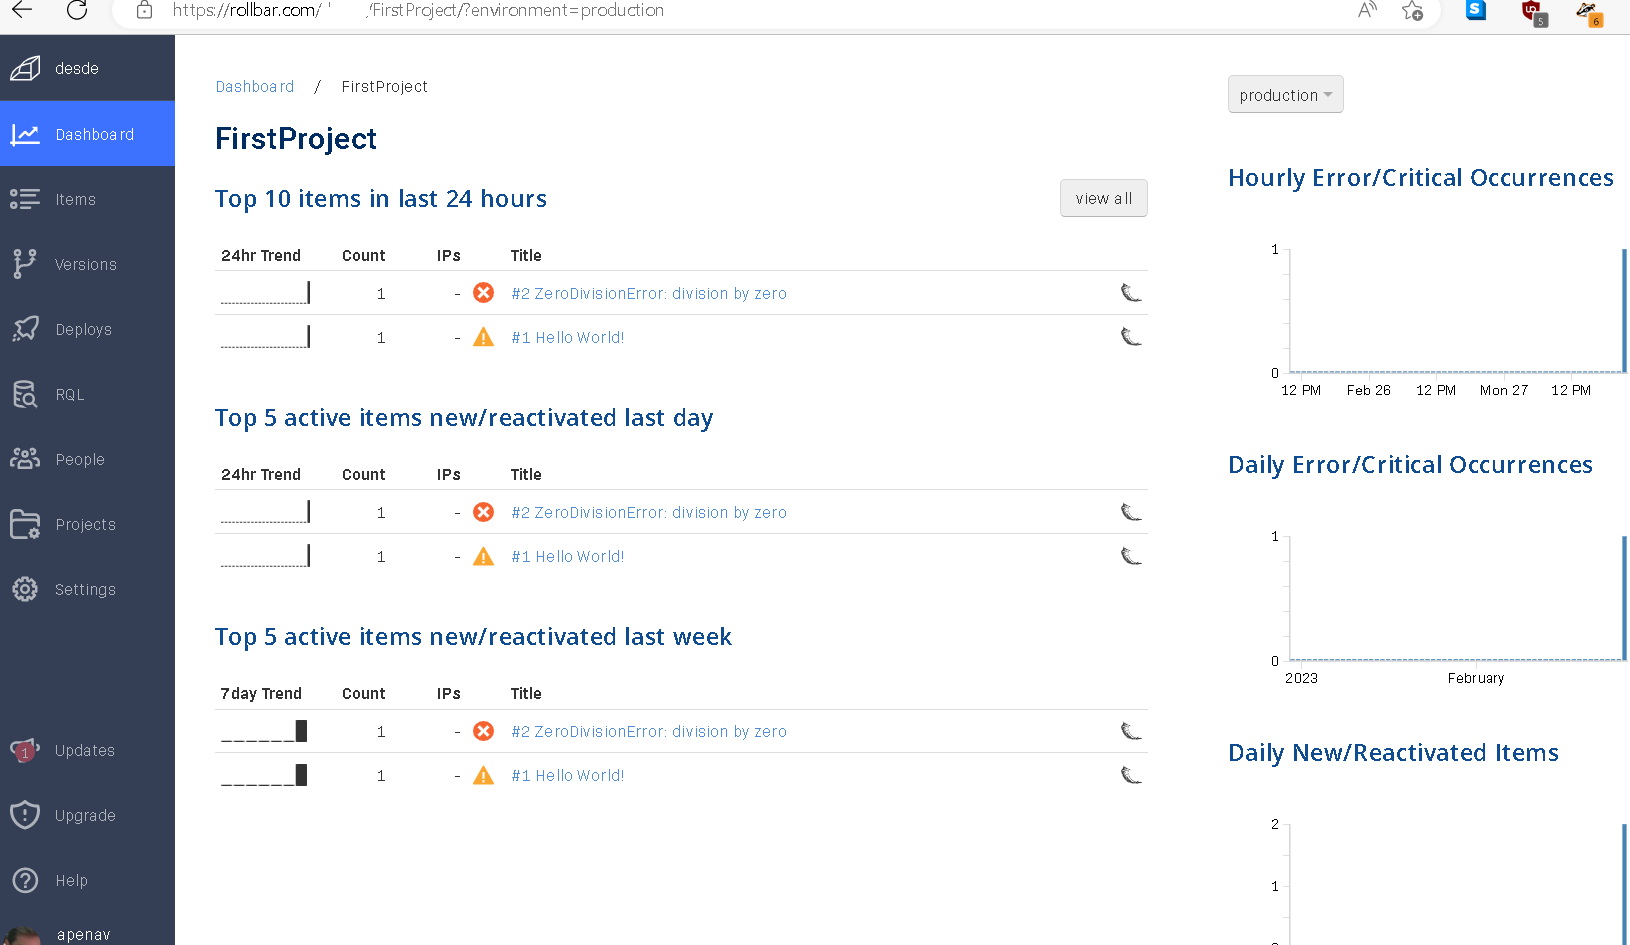 https://rollbar.com/ /FirstProject/?environment=production
5
6
desde
Dashboard
Items
Versions
Deploys
RQL
People
Projects
Settings
1
Updates
Upgrade
Help
apenav
Dashboard / FirstProject
FirstProject
Top 10 items in last 24 hours
view all
24hr Trend Count IPs Title
1 - #2 ZeroDivisionError: division by zero
1 - #1 Hello World!
Top 5 active items new/reactivated last day
24hr Trend Count IPs Title
1 - #2 ZeroDivisionError: division by zero
1 - #1 Hello World!
Top 5 active items new/reactivated last week
7 day Trend Count IPs Title
1 - #2 ZeroDivisionError: division by zero
1 - #1 Hello World!
production
Hourly Error/Critical Occurrences
1
0
12 PM Feb 26 12 PM Mon 27 12 PM
Daily Error/Critical Occurrences
1
0
2023 February
Daily New/Reactivated Items
2
1